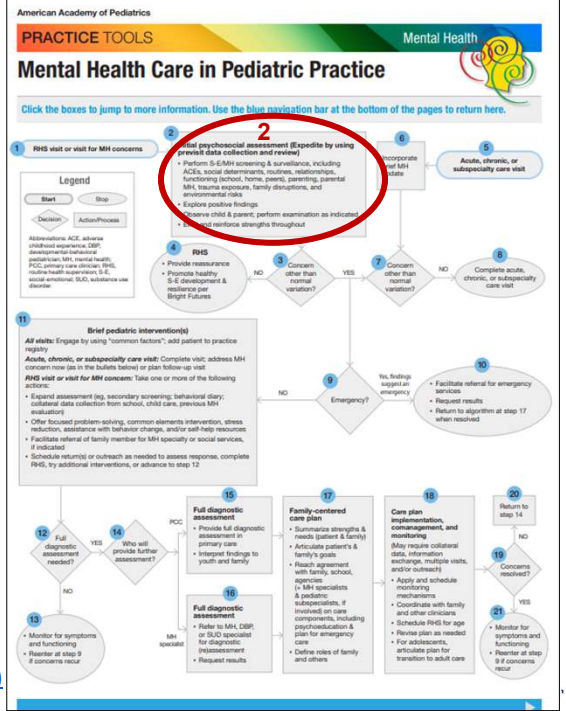 American Academy of Pediatrics
PRACTICE TOOLS
Mental Health
Mental Health Care in Pediatric Practice
Click the boxes to jump to more information. Use the blue navigation bar at the bottom of the pages to return here.
1
RHS visit or visit for MH concerns
2
2
Initial psychosocial assessment (Expedite by using
previsit data collection and review)
• Perform S-E/MH screening & surveillance, including
ACEs, social determinants, routines, relationships,
functioning (school, home, peers), parenting, parental
MH, trauma exposure, family disruptions, and
environmental risks
• Explore positive findings
Observe child & parent; perform examination as indicated
and reinforce strengths throughout
6
Incorporate
brief MH
update
5
Acute, chronic, or
subspecialty care visit
Legend
Start
Stop
Decision
Action/Process
Abbreviations: ACE, adverse
childhood experience; DBP,
developmental-behavioral
pediatrician; MH, mental health;
PCC, primary care clinician; RHS,
routine health supervision; S-E,
social-emotional; SUD, substance use
disorder.
4
RHS
• Provide reassurance
• Promote healthy
S-E development &
resilience per
Bright Futures
NO
3
Concern
other than
normal
variation?
YES
7
Concern
other than
normal
variation?
NO
8
Complete acute,
chronic, or subspecialty
care visit
11
Brief pediatric intervention(s)
All visits: Engage by using "common factors"; add patient to practice
registry
Acute, chronic, or subspecialty care visit: Complete visit; address MH
concern now (as in the bullets below) or plan follow-up visit
RHS visit or visit for MH concern: Take one or more of the following
actions:
• Expand assessment (eg, secondary screening; behavioral diary;
collateral data collection from school, child care, previous MH
evaluation)
• Offer focused problem-solving, common elements intervention, stress
reduction, assistance with behavior change, and/or self-help resources
• Facilitate referral of family member for MH specialty or social services,
if indicated
• Schedule return(s) or outreach as needed to assess response, complete
RHS, try additional interventions, or advance to step 12
NO
9
Emergency?
Yes, findings
suggest an
emergency
10
• Facilitate referral for emergency
services
• Request results
• Return to algorithm at step 17
when resolved
12
Full
diagnostic
assessment
needed?
YES
14
Who will
provide further
assessment?
PCC
MH
specialist
NO
13
• Monitor for symptoms
and functioning
• Reenter at step 9
if concerns recur
15
Full diagnostic
assessment
• Provide full diagnostic
assessment in
primary care
• Interpret findings to
youth and family
16
Full diagnostic
assessment
• Refer to MH, DBP,
or SUD specialist
for diagnostic
(re)assessment
• Request results
17
Family-centered
care plan
• Summarize strengths &
needs (patient & family)
• Articulate patient's &
family's goals
• Reach agreement
with family, school,
agencies
(+ MH specialists
& pediatric
subspecialists, if
involved) on care
components, including
psychoeducation &
plan for emergency
care
• Define roles of family
and others
18
Care plan
implementation,
comanagement, and
monitoring
(May require collateral
data, information
exchange, multiple visits,
and/or outreach)
• Apply and schedule
monitoring
mechanisms
• Coordinate with family
and other clinicians
• Schedule RHS for age
• Revise plan as needed
• For adolescents,
articulate plan for
transition to adult care
20
Return to
step 14
NO
19
Concerns
resolved?
YES
21
• Monitor for
symptoms and
functioning
• Reenter at step 9
if concerns
recur